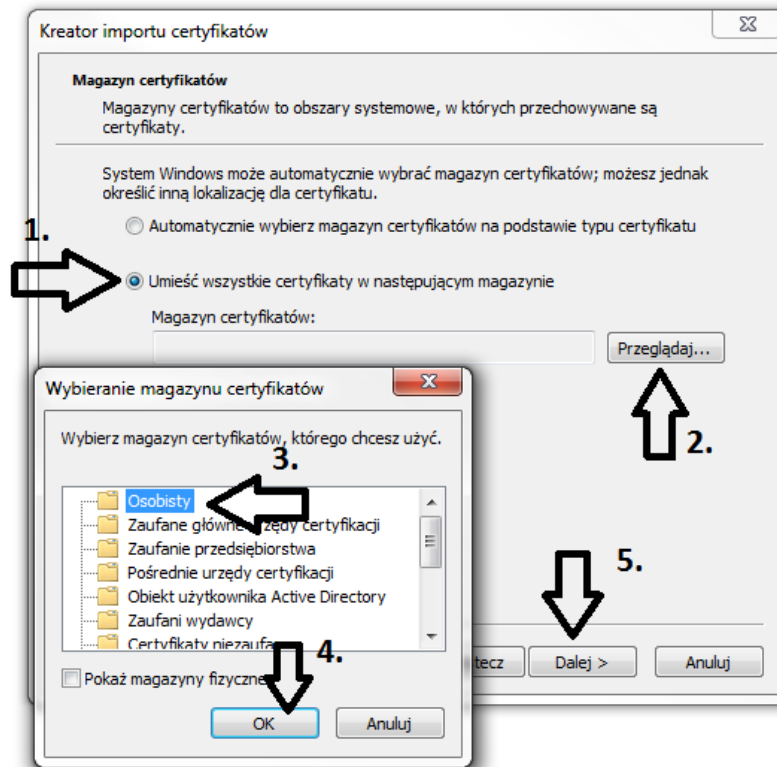 Kreator importu certyfikatów
Magazyn certyfikatów
Magazyny certyfikatów to obszary systemowe, w których przechowywane są
certyfikaty.
System Windows może automatycznie wybrać magazyn certyfikatów; możesz jednak
określić inną lokalizację dla certyfikatu.
Automatycznie wybierz magazyn certyfikatów na podstawie typu certyfikatu
1.
Umieść wszystkie certyfikaty w następującym magazynie
Magazyn certyfikatów:
Przeglądaj...
2.
Wybieranie magazynu certyfikatów
Wybierz magazyn certyfikatów, którego chcesz użyć.
3.
Osobisty
Zaufane główne urzędy certyfikacji
Zaufanie przedsiębiorstwa
Pośrednie urzędy certyfikacji
Obiekt użytkownika Active Directory
Zaufani wydawcy
Certyfikaty niezaufa
4.
Pokaż magazyny fizyczne
OK Anuluj
5.
tecz Dalej > Anuluj